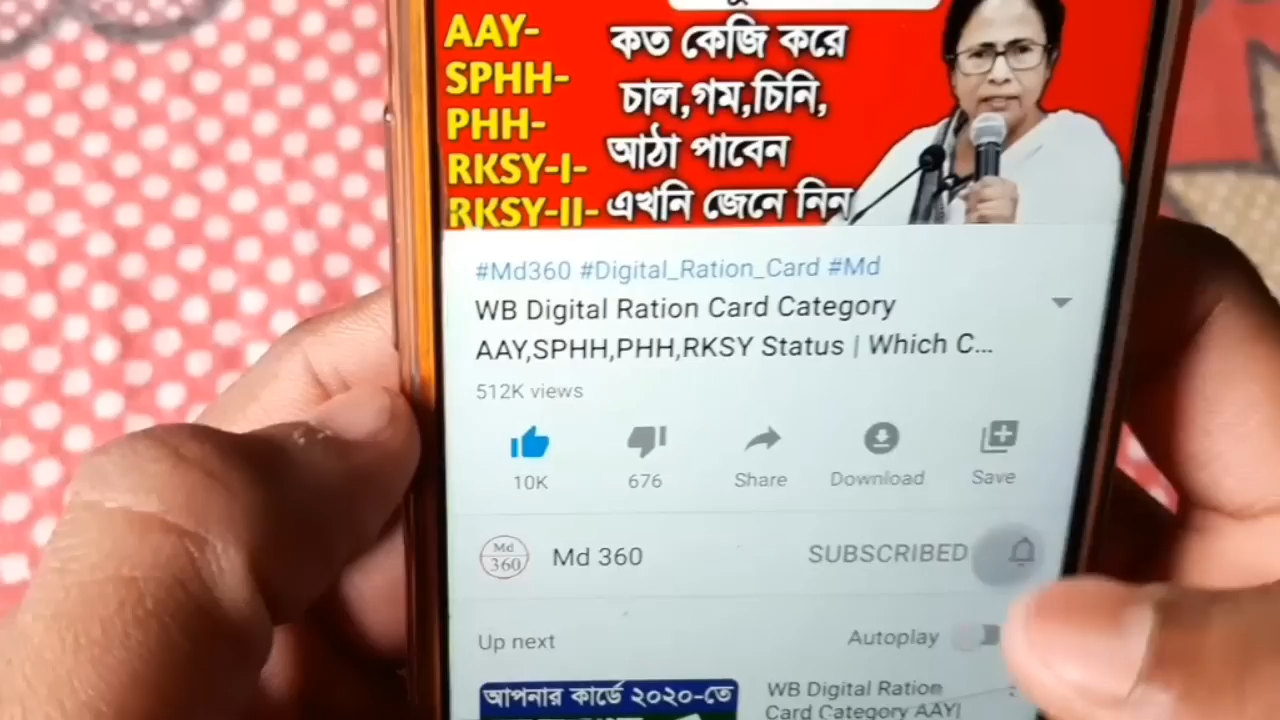 AAY-
SPHH-
PHH-
RKSY-I-
RKSY-II-
কত কেজি করে
চাল,গম,চিনি,
আঠা পাবেন
এখনি জেনে নিন
#Md360 #Digital_Ration_Card #Md
WB Digital Ration Card Category
AAY,SPHH,PHH,RKSY Status | Which C...
512K views
10K
676
Share
Download
Save
Md
360
Md 360
SUBSCRIBED
Up next
Autoplay
আপনার কার্ডে ২০২০-তে
WB Digital Ration
Card Category AAY|